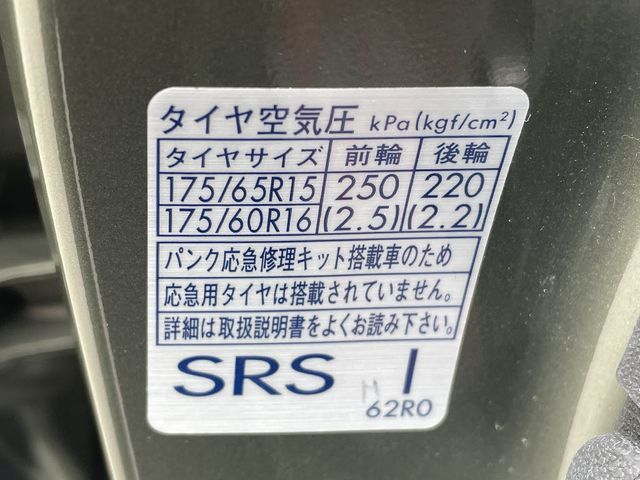 タイヤ空気圧 kPa(kgf/cm²)
タイヤサイズ 前輪 後輪
175/65R15 250 220
175/60R16 (2.5) (2.2)
パンク応急修理キット搭載車のため
応急用タイヤは搭載されていません。
詳細は取扱説明書をよくお読み下さい。
SRS I
62R0